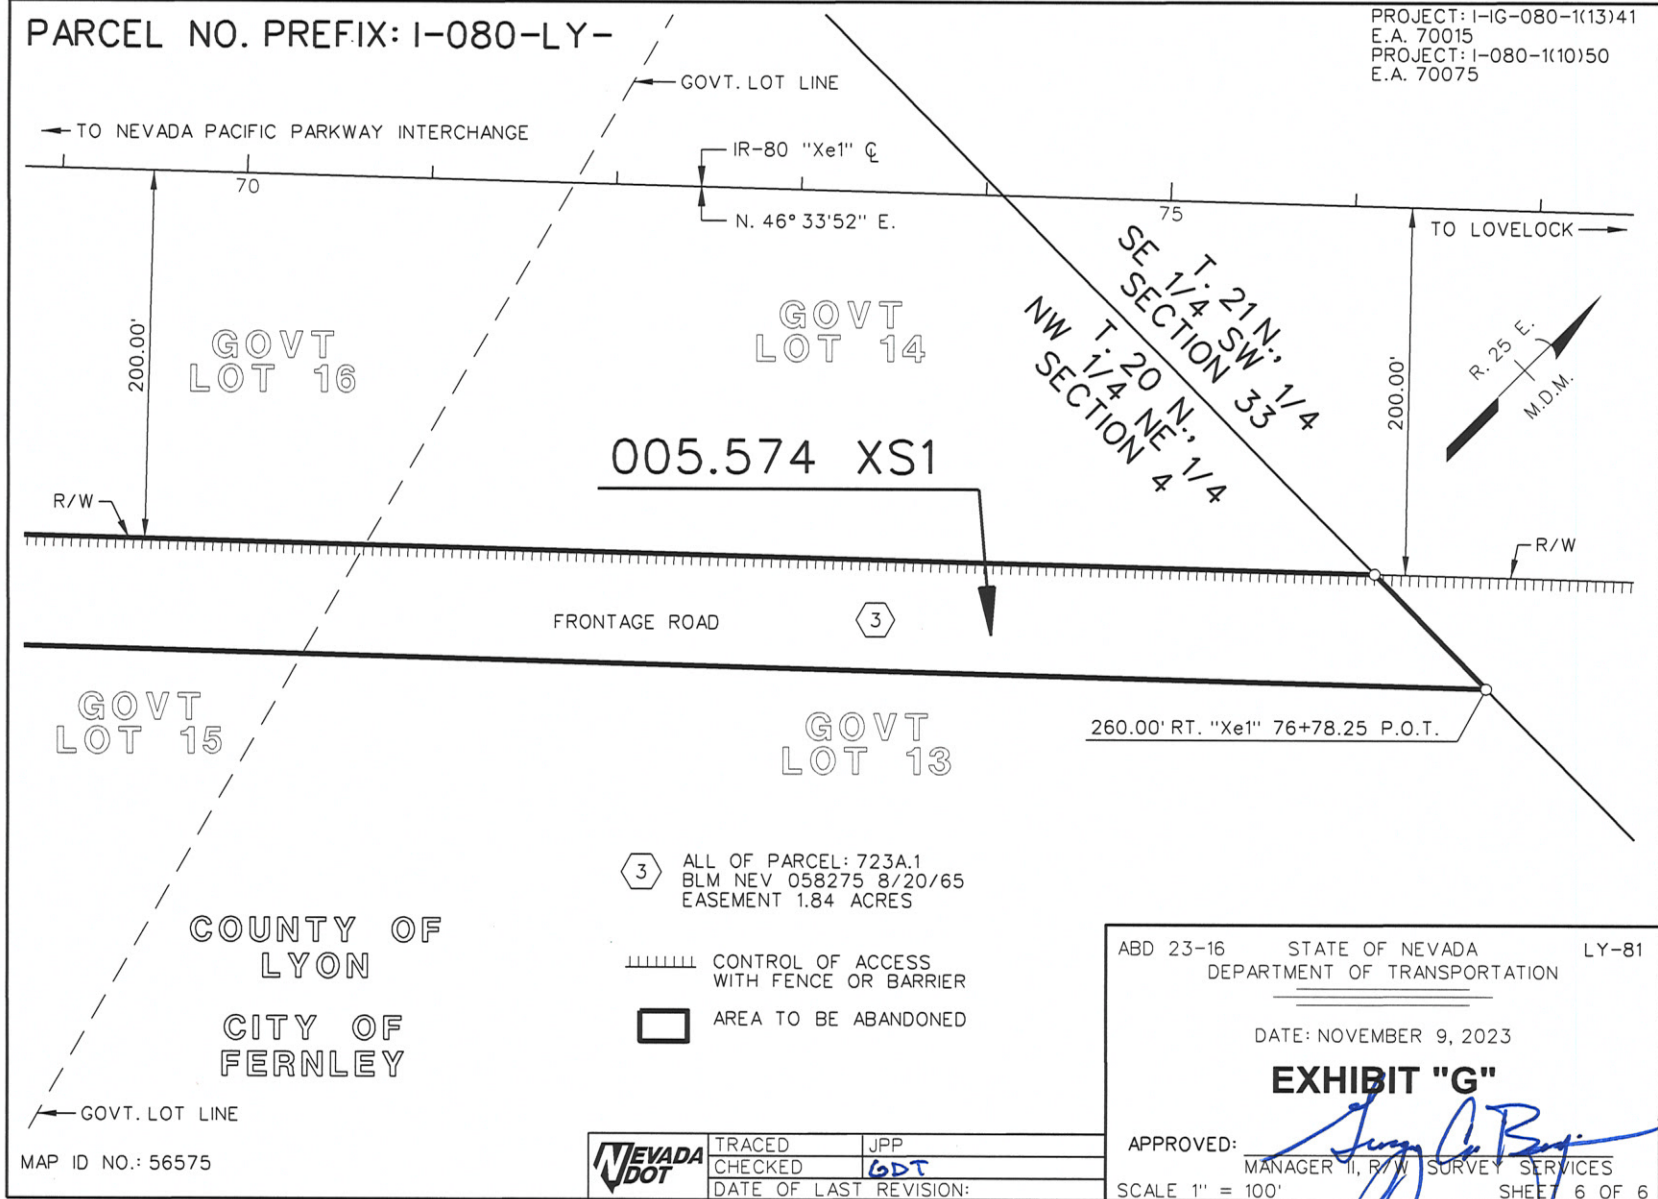 PARCEL NO. PREFIX: I-080-LY-
PROJECT: I-IG-080-1(13)41
E.A. 70015
PROJECT: I-080-1(10)50
E.A. 70075
GOVT. LOT LINE
TO NEVADA PACIFIC PARKWAY INTERCHANGE
IR-80 "Xe1" ℄
70
N. 46° 33'52" E.
75
TO LOVELOCK
T. 21 N.,
SE 1/4 SW 1/4
SECTION 33
T. 20 N.,
NW 1/4 NE 1/4
SECTION 4
200.00'
GOVT
LOT 16
GOVT
LOT 14
200.00'
R. 25 E.
M.D.M.
005.574 XS1
R/W
R/W
FRONTAGE ROAD
3
GOVT
LOT 15
GOVT
LOT 13
260.00' RT. "Xe1" 76+78.25 P.O.T.
3
ALL OF PARCEL: 723A.1
BLM NEV 058275 8/20/65
EASEMENT 1.84 ACRES
COUNTY OF
LYON
CITY OF
FERNLEY
CONTROL OF ACCESS
WITH FENCE OR BARRIER
AREA TO BE ABANDONED
GOVT. LOT LINE
MAP ID NO.: 56575
NEVADA
DOT
TRACED JPP
CHECKED GDT
DATE OF LAST REVISION:
ABD 23-16 STATE OF NEVADA LY-81
DEPARTMENT OF TRANSPORTATION
DATE: NOVEMBER 9, 2023
EXHIBIT "G"
APPROVED:
MANAGER II, R/W SURVEY SERVICES
SCALE 1" = 100' SHEET 6 OF 6